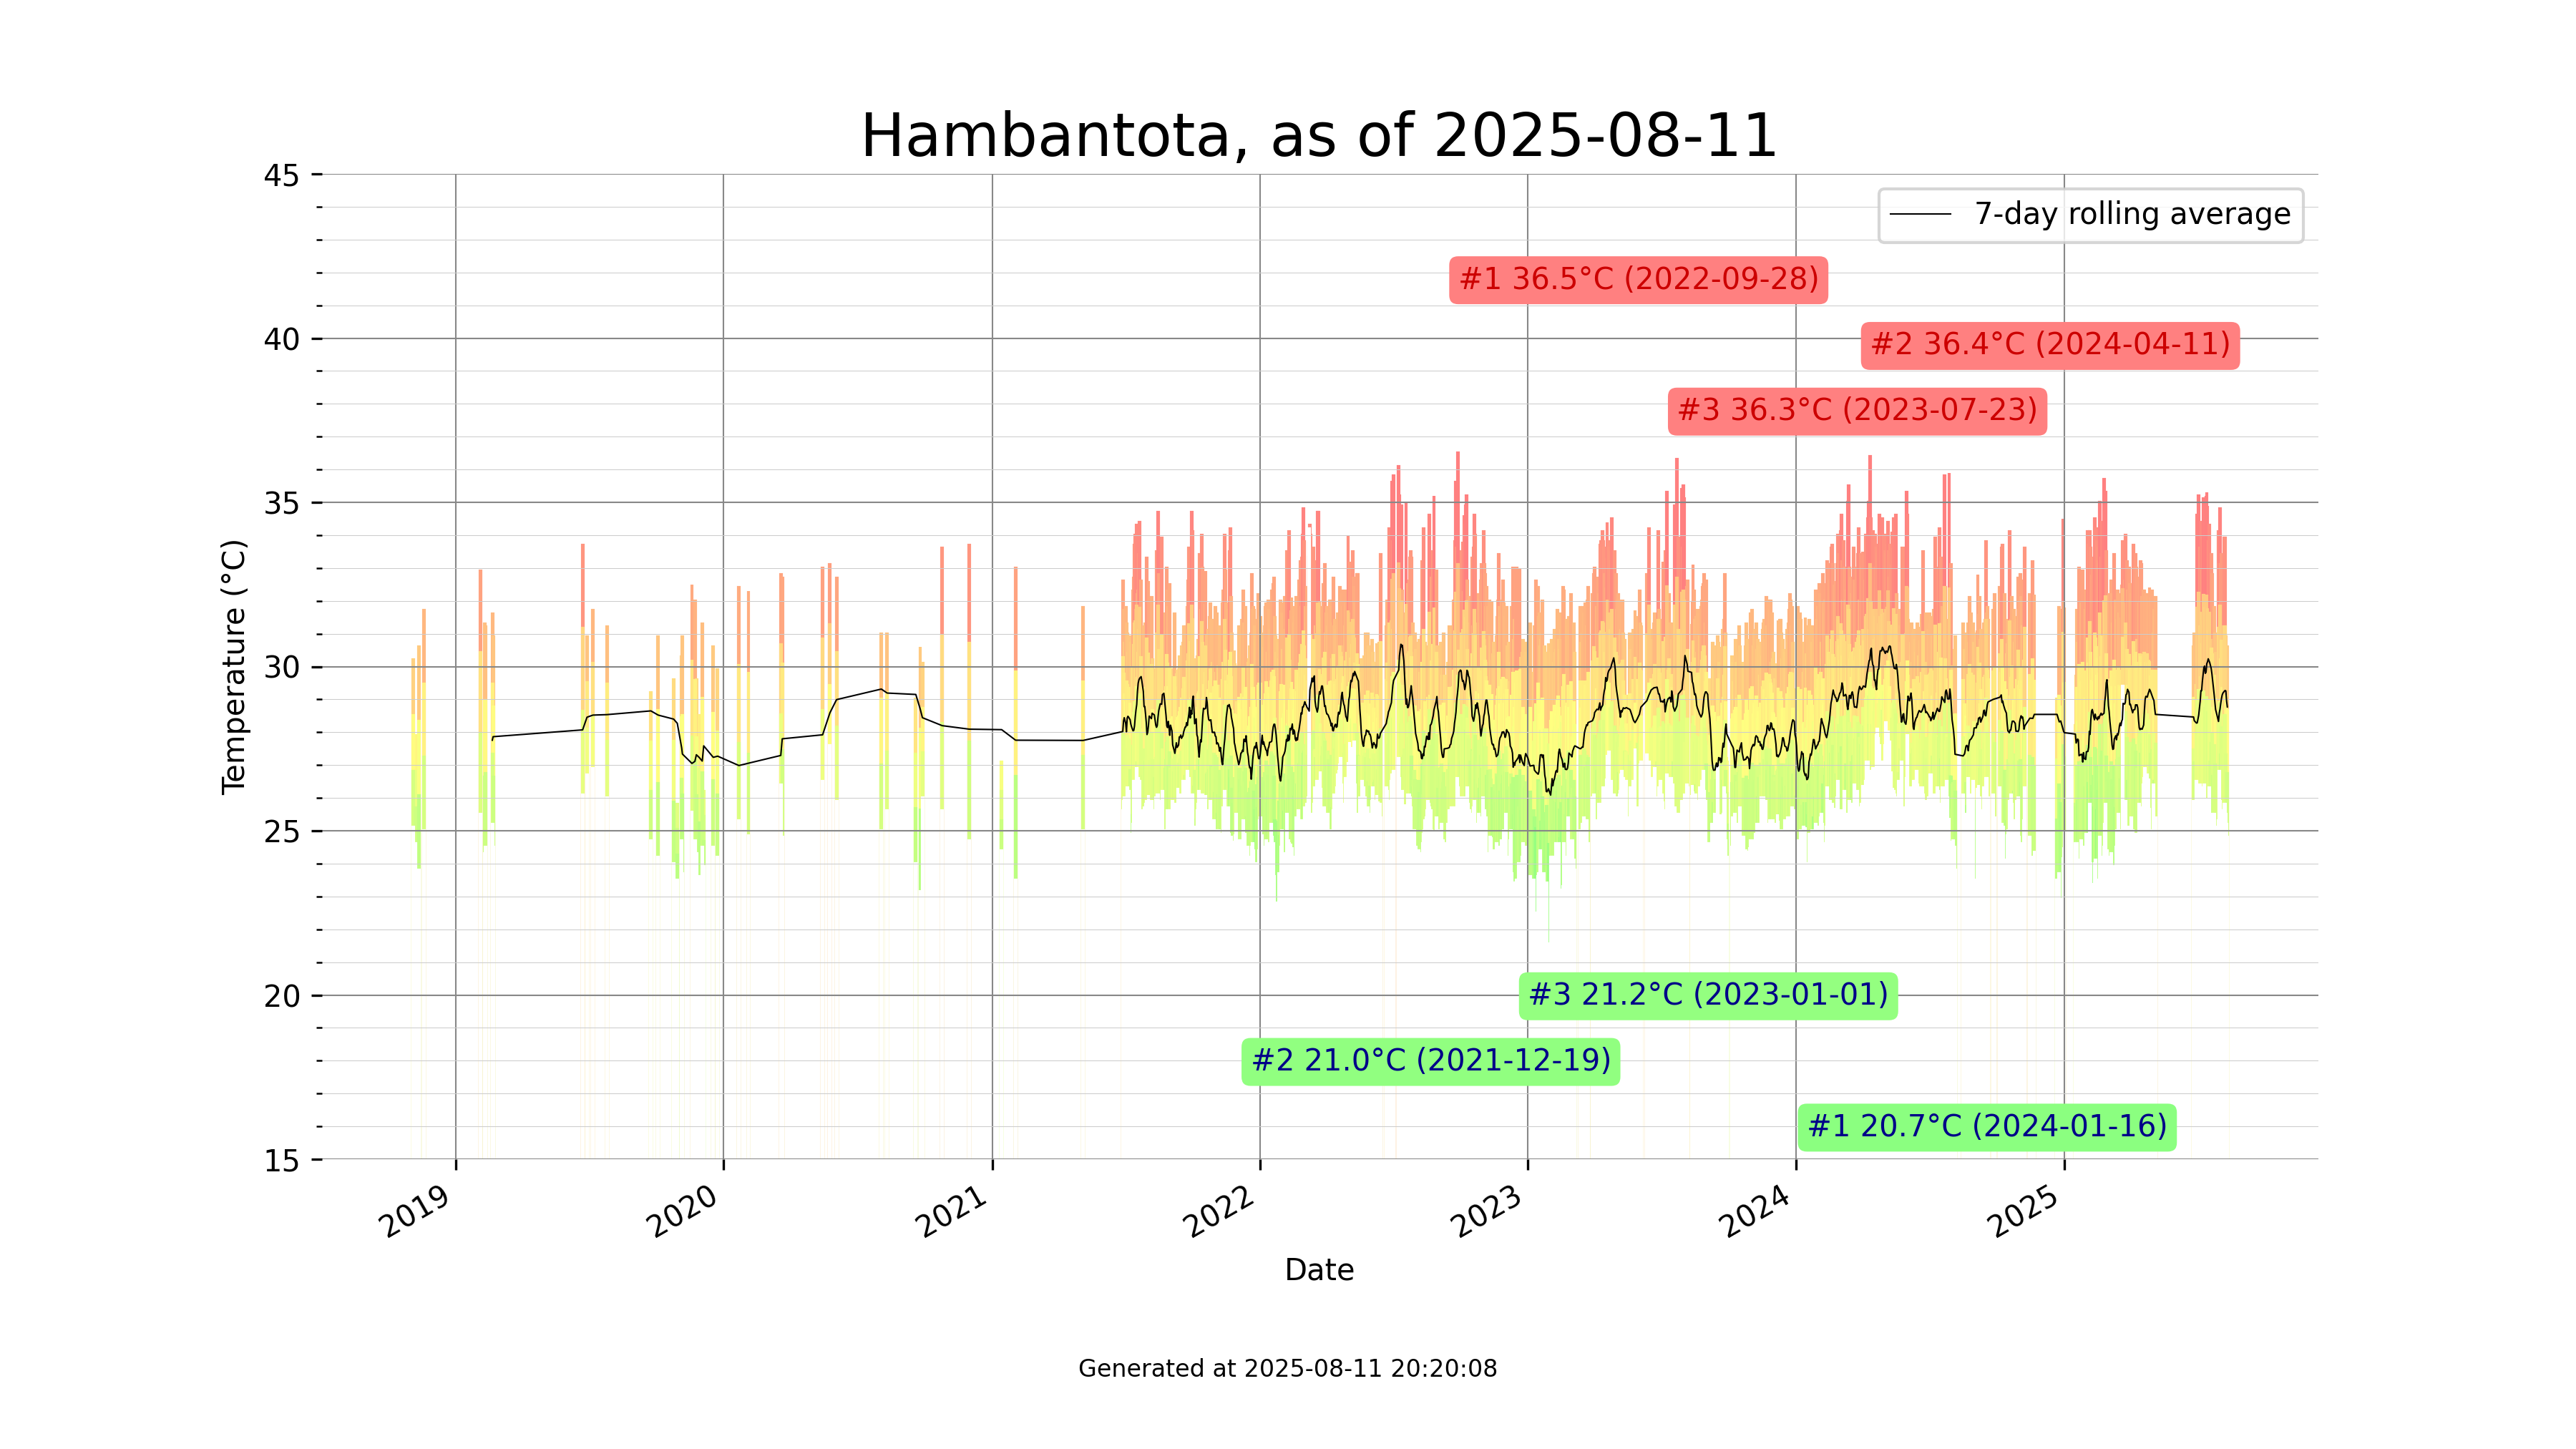 Hambantota, as of 2025-08-11
45
7-day rolling average
#1 36.5°C (2022-09-28)
40
#2 36.4°C (2024-04-11)
#3 36.3°C (2023-07-23)
35
Temperature (°C)
30
25
20
#3 21.2°C (2023-01-01)
#2 21.0°C (2021-12-19)
#1 20.7°C (2024-01-16)
15
2019 2020 2021 2022 2023 2024 2025
Date
Generated at 2025-08-11 20:20:08